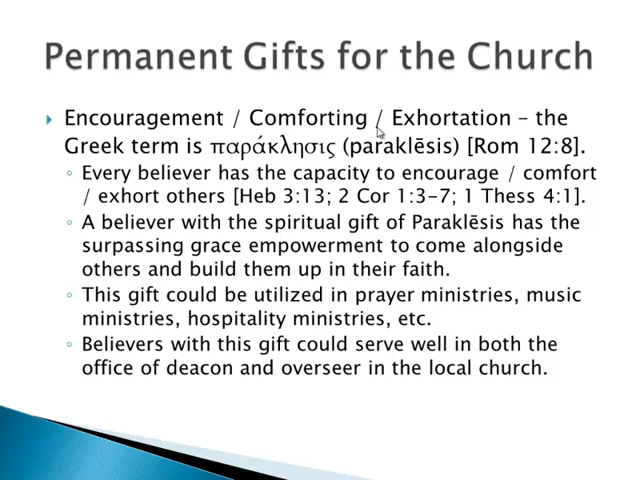 Permanent Gifts for the Church
Encouragement / Comforting / Exhortation – the
Greek term is παράκλησις (paraklēsis) [Rom 12:8].
Every believer has the capacity to encourage / comfort
/ exhort others [Heb 3:13; 2 Cor 1:3-7; 1 Thess 4:1].
A believer with the spiritual gift of Paraklēsis has the
surpassing grace empowerment to come alongside
others and build them up in their faith.
This gift could be utilized in prayer ministries, music
ministries, hospitality ministries, etc.
Believers with this gift could serve well in both the
office of deacon and overseer in the local church.